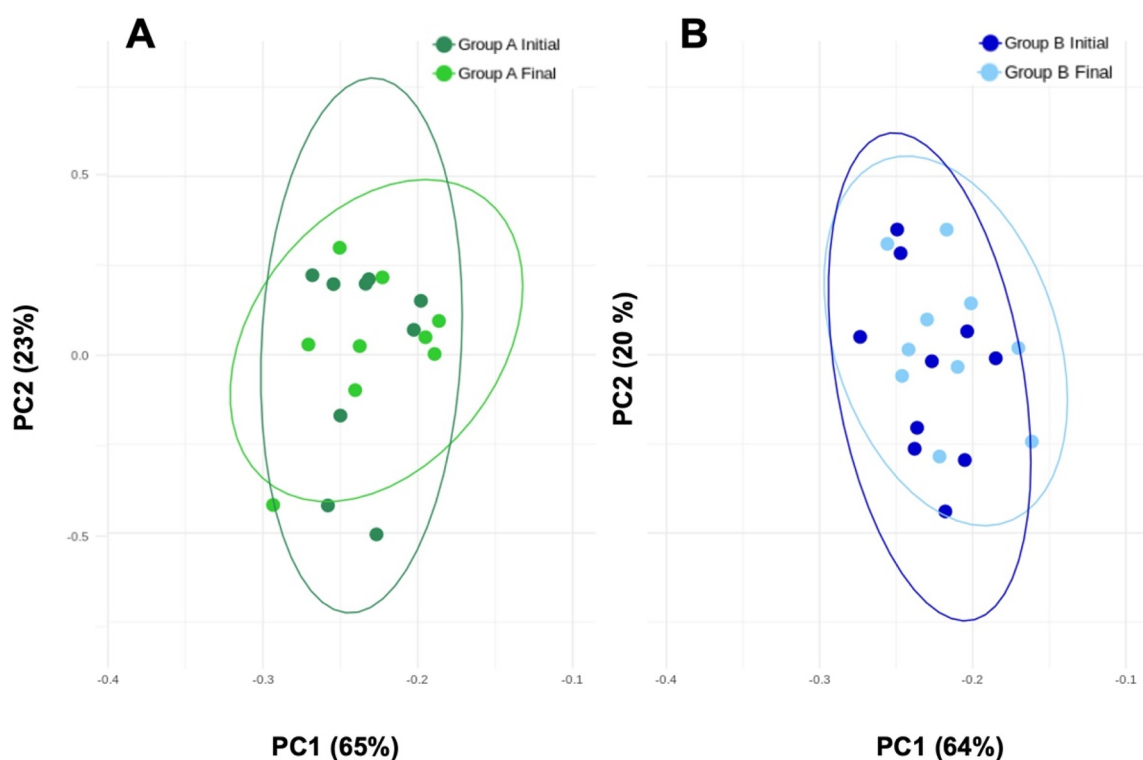 A
Group A Initial
Group A Final
PC2 (23%)
0.5
0.0
-0.5
-0.4
-0.3
-0.2
-0.1
PC1 (65%)
B
Group B Initial
Group B Final
PC2 (20 %)
-0.4
-0.3
-0.2
-0.1
PC1 (64%)